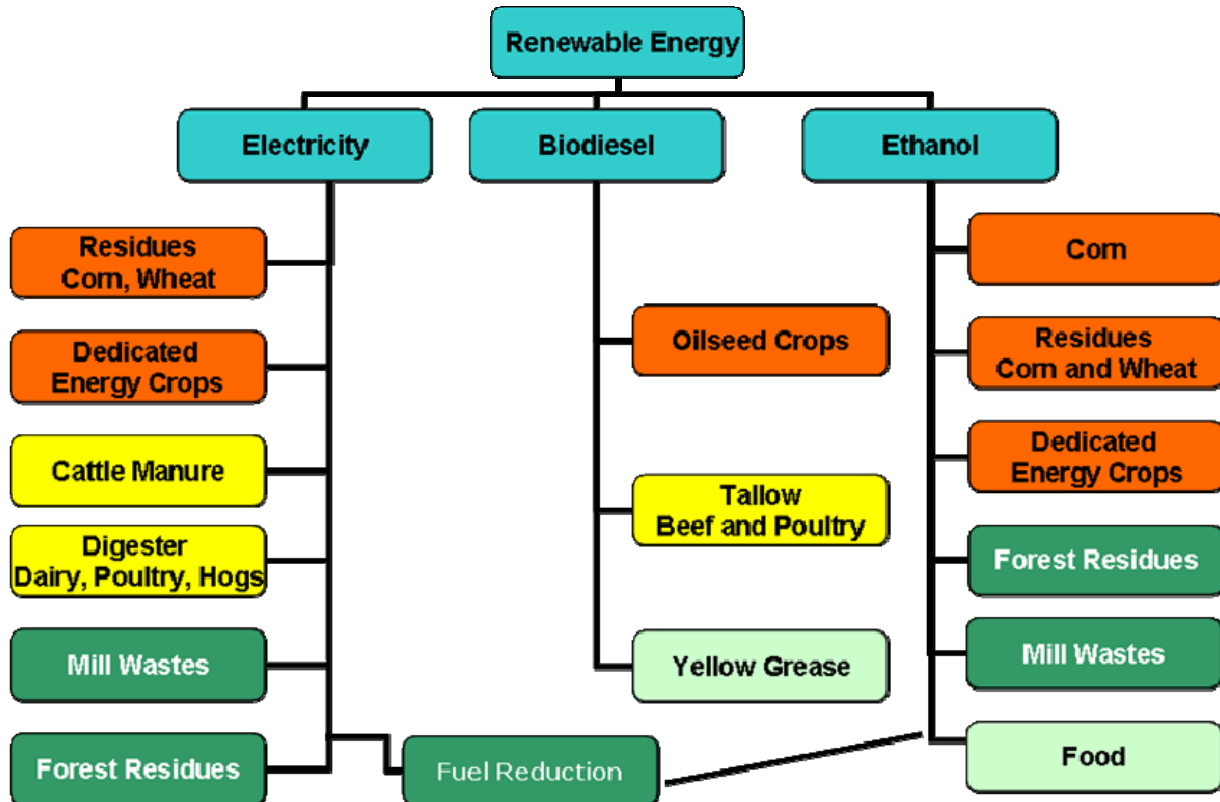 Renewable Energy
Electricity
Biodiesel
Ethanol
Residues
Corn, Wheat
Dedicated
Energy Crops
Cattle Manure
Digester
Dairy, Poultry, Hogs
Mill Wastes
Forest Residues
Oilseed Crops
Tallow
Beef and Poultry
Yellow Grease
Fuel Reduction
Corn
Residues
Corn and Wheat
Dedicated
Energy Crops
Forest Residues
Mill Wastes
Food